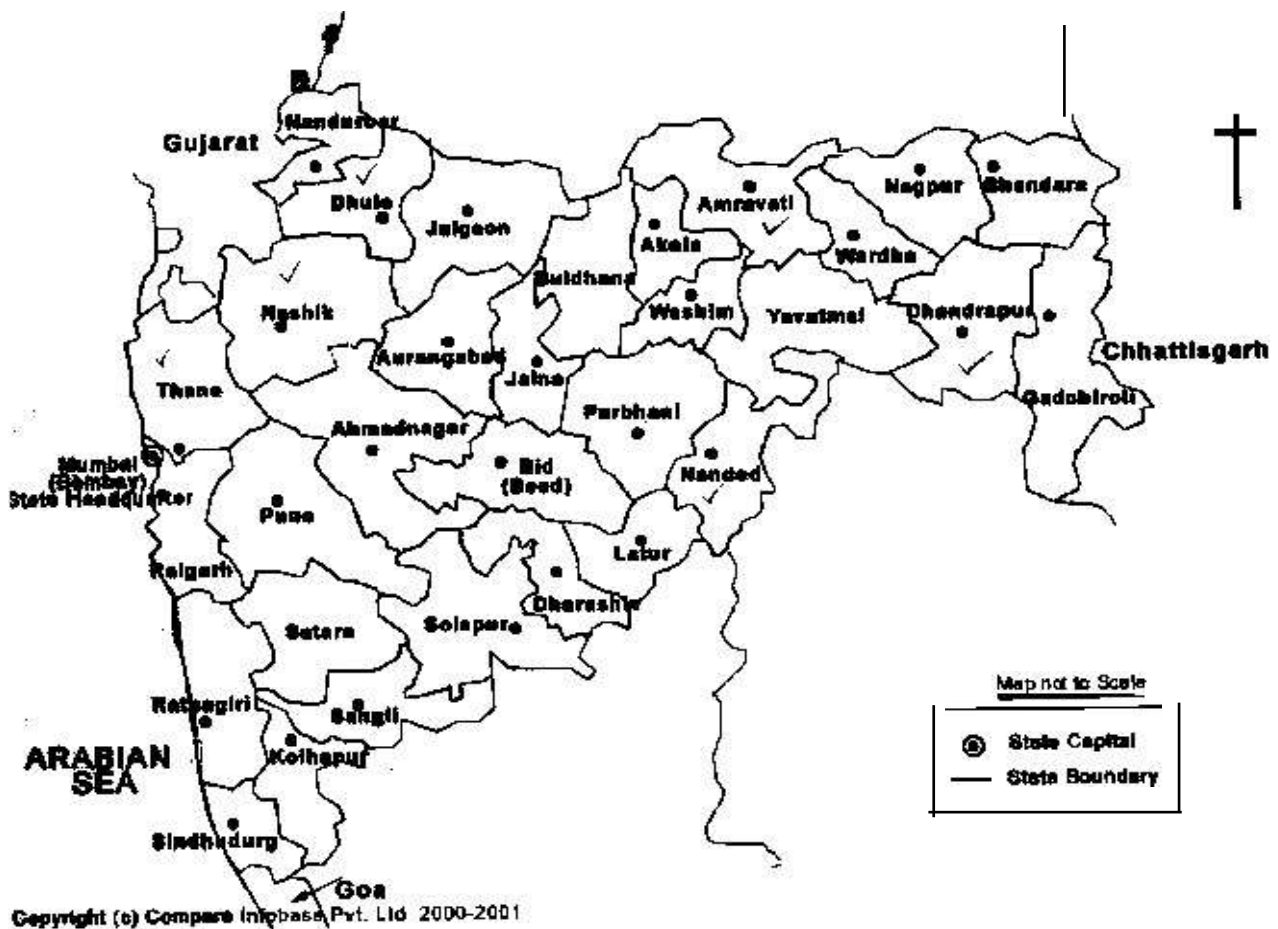 Nandurbar
Gujarat
Dhule
Jalgaon
Amravati
Nagpur
Bhandara
Akola
Wardha
Buldhana
Nashik
Washim
Yavatmal
Chandrapur
Aurangabad
Jalna
Chhattisgarh
Thane
Parbhani
Gadchiroli
Ahmadnagar
Mumbai
(Bombay)
State Headquarter
Bid
(Beed)
Nanded
Pune
Latur
Raigarh
Dharashiv
Satara
Solapur
Map not to Scale
Ratnagiri
Sangli
State Capital
ARABIAN
SEA
Kolhapur
State Boundary
Sindhudurg
Goa
Copyright (c) Compare Infobase Pvt. Ltd 2000-2001